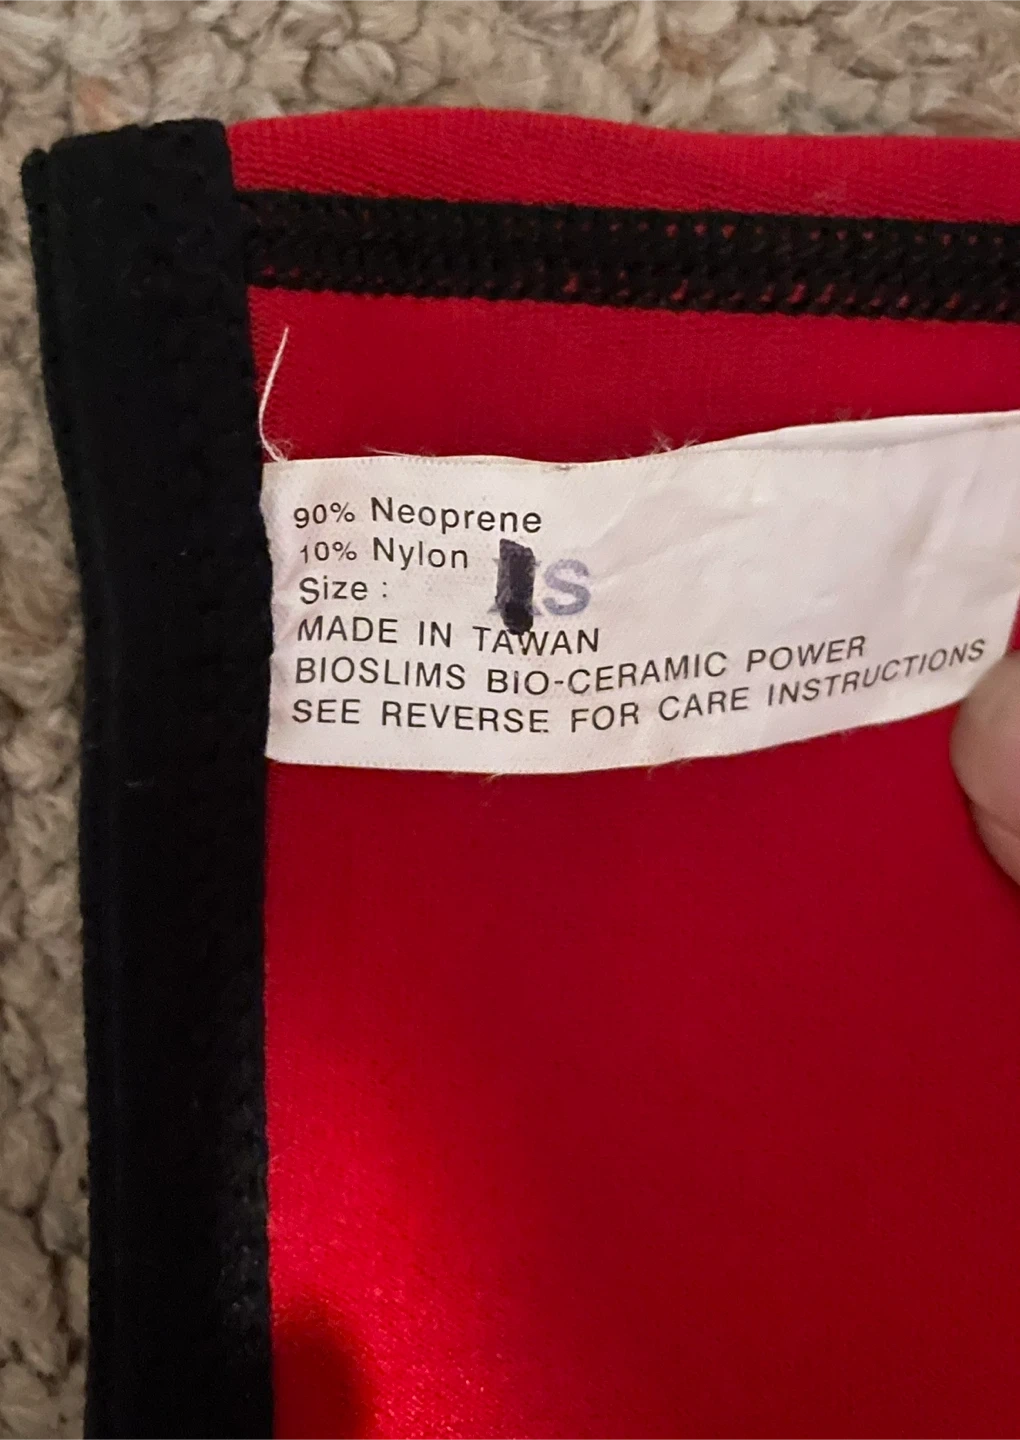 90% Neoprene
10% Nylon
Size : S
MADE IN TAWAN
BIOSLIMS BIO-CERAMIC POWER
SEE REVERSE FOR CARE INSTRUCTIONS